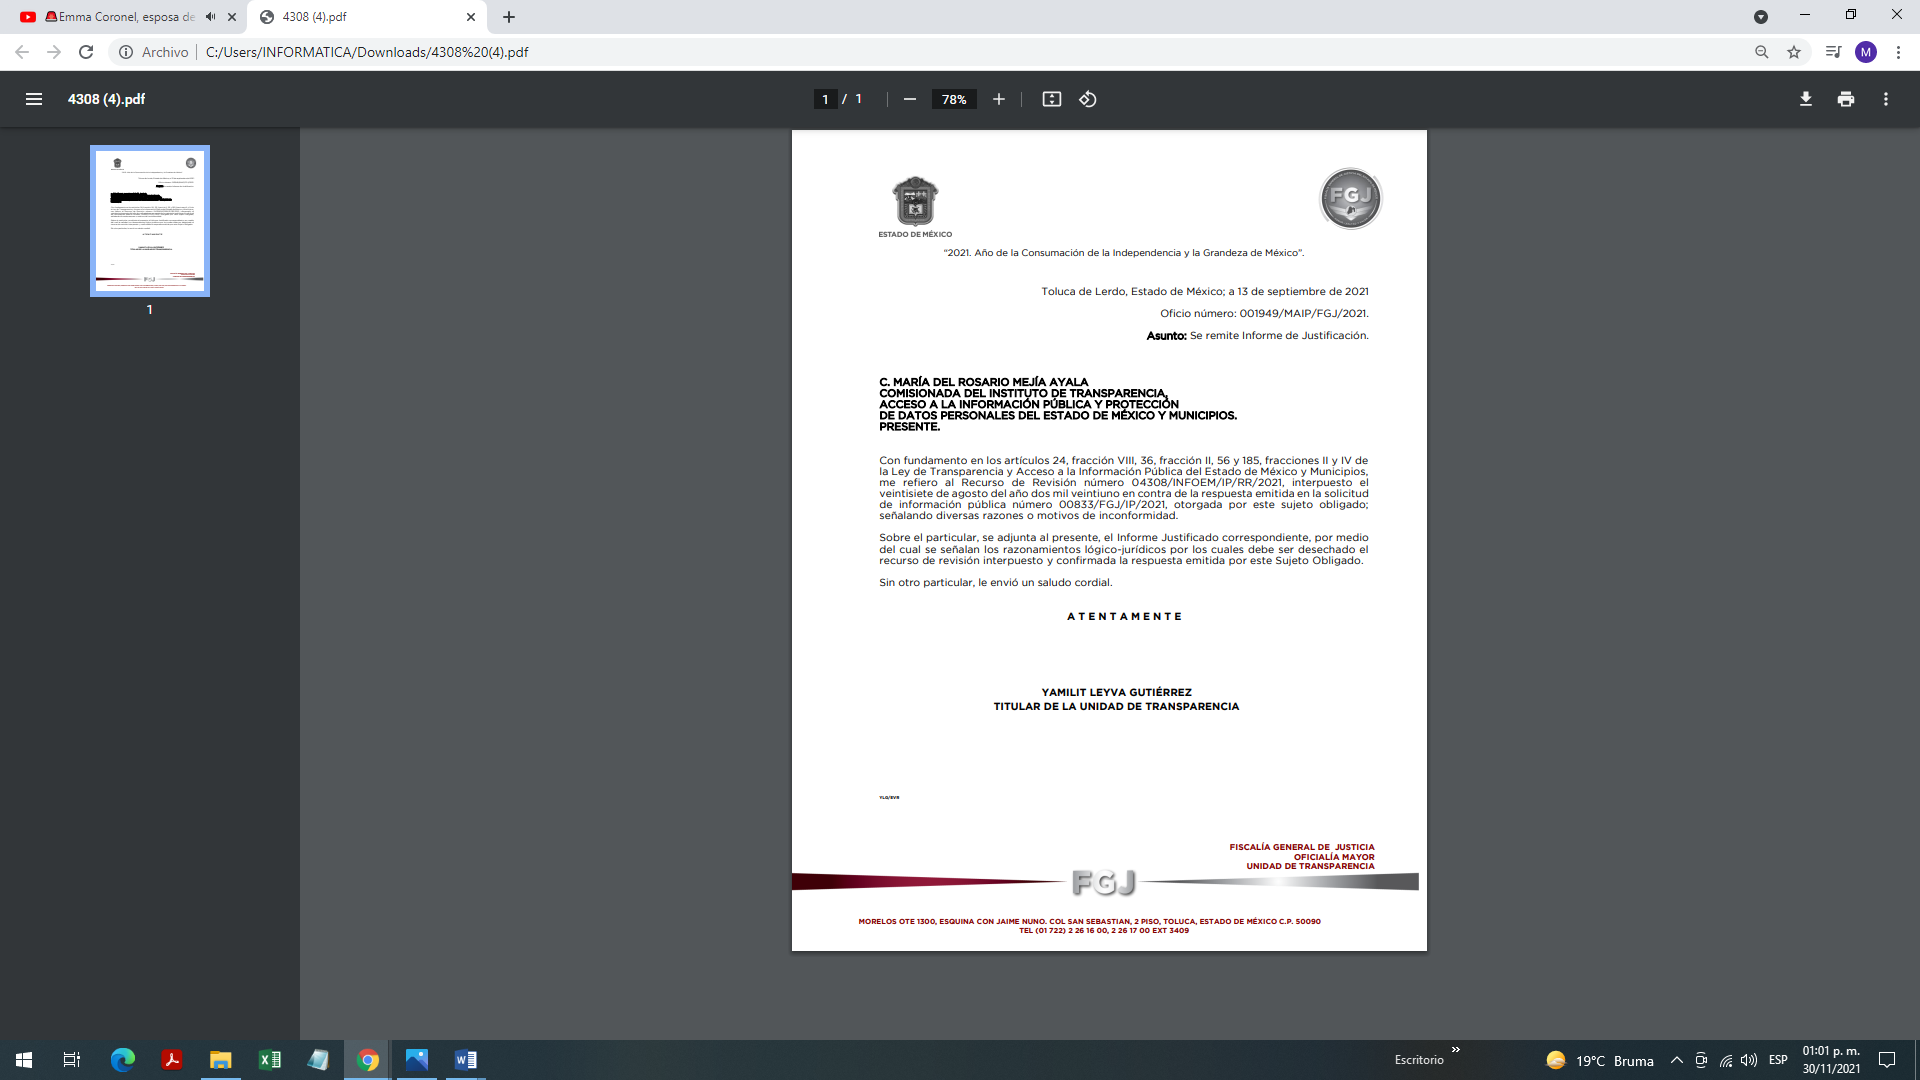 🚨Emma Coronel, esposa de
4308 (4).pdf
Archivo
C:/Users/INFORMATICA/Downloads/4308%20(4).pdf
M
4308 (4).pdf
1 / 1
78%
1
ESTADO DE MÉXICO
FGJ
"2021. Año de la Consumación de la Independencia y la Grandeza de México".
Toluca de Lerdo, Estado de México; a 13 de septiembre de 2021
Oficio número: 001949/MAIP/FGJ/2021.
Asunto: Se remite Informe de Justificación.
C. MARÍA DEL ROSARIO MEJÍA AYALA
COMISIONADA DEL INSTITUTO DE TRANSPARENCIA,
ACCESO A LA INFORMACIÓN PÚBLICA Y PROTECCIÓN
DE DATOS PERSONALES DEL ESTADO DE MÉXICO Y MUNICIPIOS.
PRESENTE.
Con fundamento en los artículos 24, fracción VIII, 36, fracción II, 56 y 185, fracciones II y IV de
la Ley de Transparencia y Acceso a la Información Pública del Estado de México y Municipios,
me refiero al Recurso de Revisión número 04308/INFOEM/IP/RR/2021, interpuesto el
veintisiete de agosto del año dos mil veintiuno en contra de la respuesta emitida en la solicitud
de información pública número 00833/FGJ/IP/2021, otorgada por este sujeto obligado;
señalando diversas razones o motivos de inconformidad.
Sobre el particular, se adjunta al presente, el Informe Justificado correspondiente, por medio
del cual se señalan los razonamientos lógico-jurídicos por los cuales debe ser desechado el
recurso de revisión interpuesto y confirmada la respuesta emitida por este Sujeto Obligado.
Sin otro particular, le envió un saludo cordial.
A T E N T A M E N T E
YAMILIT LEYVA GUTIÉRREZ
TITULAR DE LA UNIDAD DE TRANSPARENCIA
YLG/EVR
FISCALÍA GENERAL DE JUSTICIA
OFICIALÍA MAYOR
UNIDAD DE TRANSPARENCIA
FGJ
MORELOS OTE 1300, ESQUINA CON JAIME NUNO. COL SAN SEBASTIAN, 2 PISO, TOLUCA, ESTADO DE MÉXICO C.P. 50090
TEL (01 722) 2 26 16 00, 2 26 17 00 EXT 3409
Escritorio
19°C Bruma
ESP
01:01 p. m.
30/11/2021